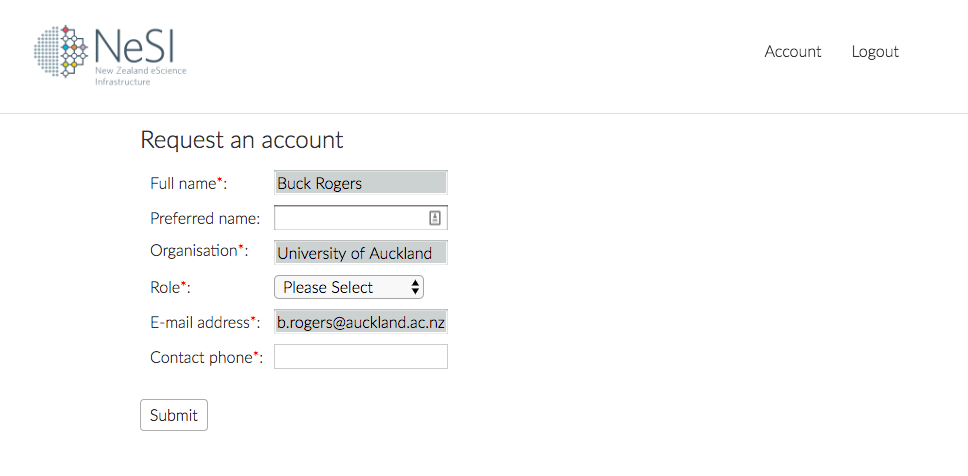 NeSI
New Zealand eScience
Infrastructure
Account Logout
Request an account
Full name*: Buck Rogers
Preferred name:
Organisation*: University of Auckland
Role*: Please Select
E-mail address*: b.rogers@auckland.ac.nz
Contact phone*:
Submit